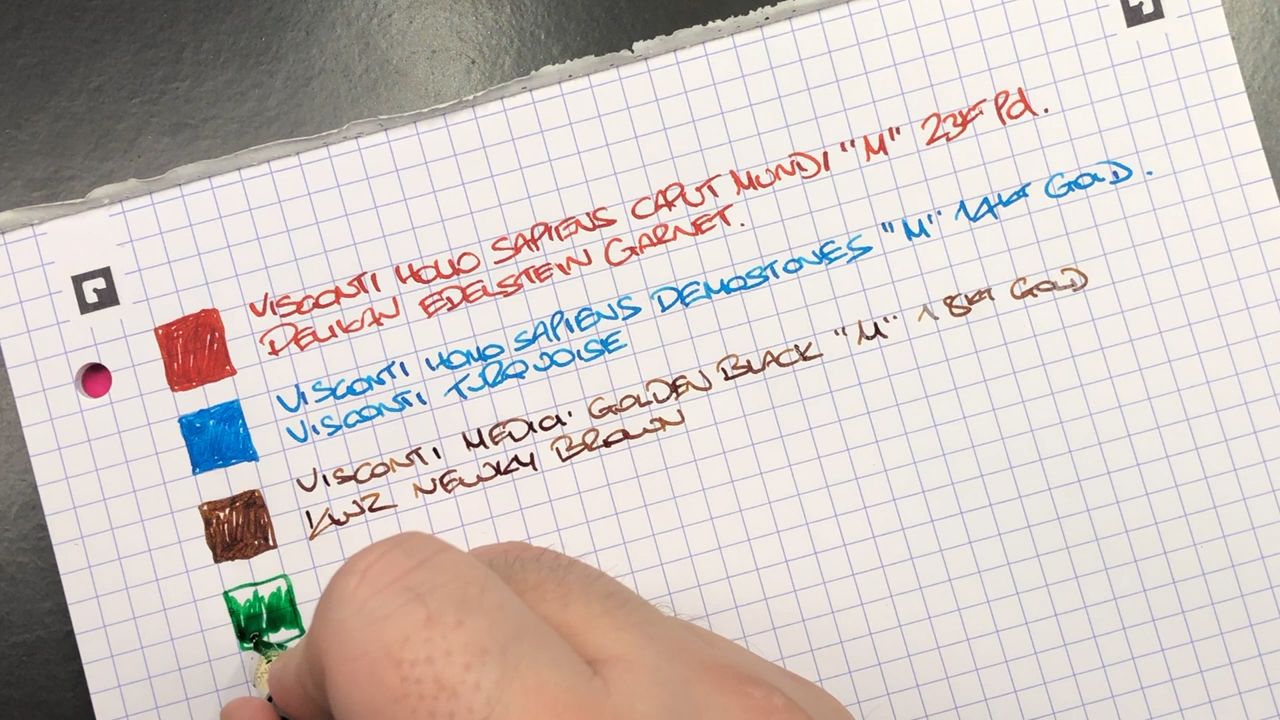 VISCONTI HOMO SAPIENS CAPUT MUNDI "M" 23KT Pd.
PELIKAN EDELSTEIN GARNET.
VISCONTI HOMO SAPIENS DEMOSTONES "M" 14KT GOLD.
VISCONTI TURQUOISE
VISCONTI MEDICI GOLDEN BLACK "M" 18KT GOLD
KWZ NEWKY BROWN